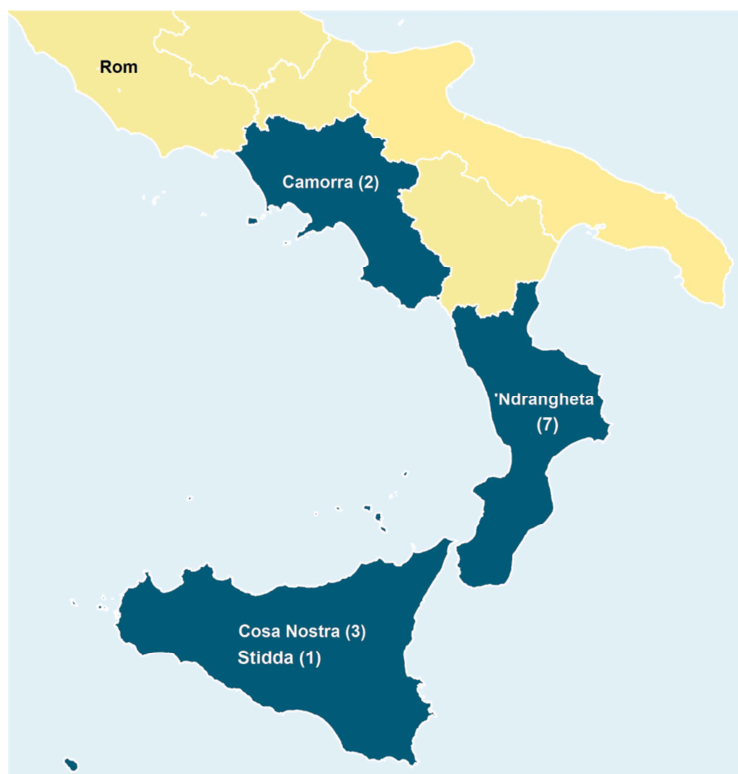 Rom
Camorra (2)
'Ndrangheta
(7)
Cosa Nostra (3)
Stidda (1)